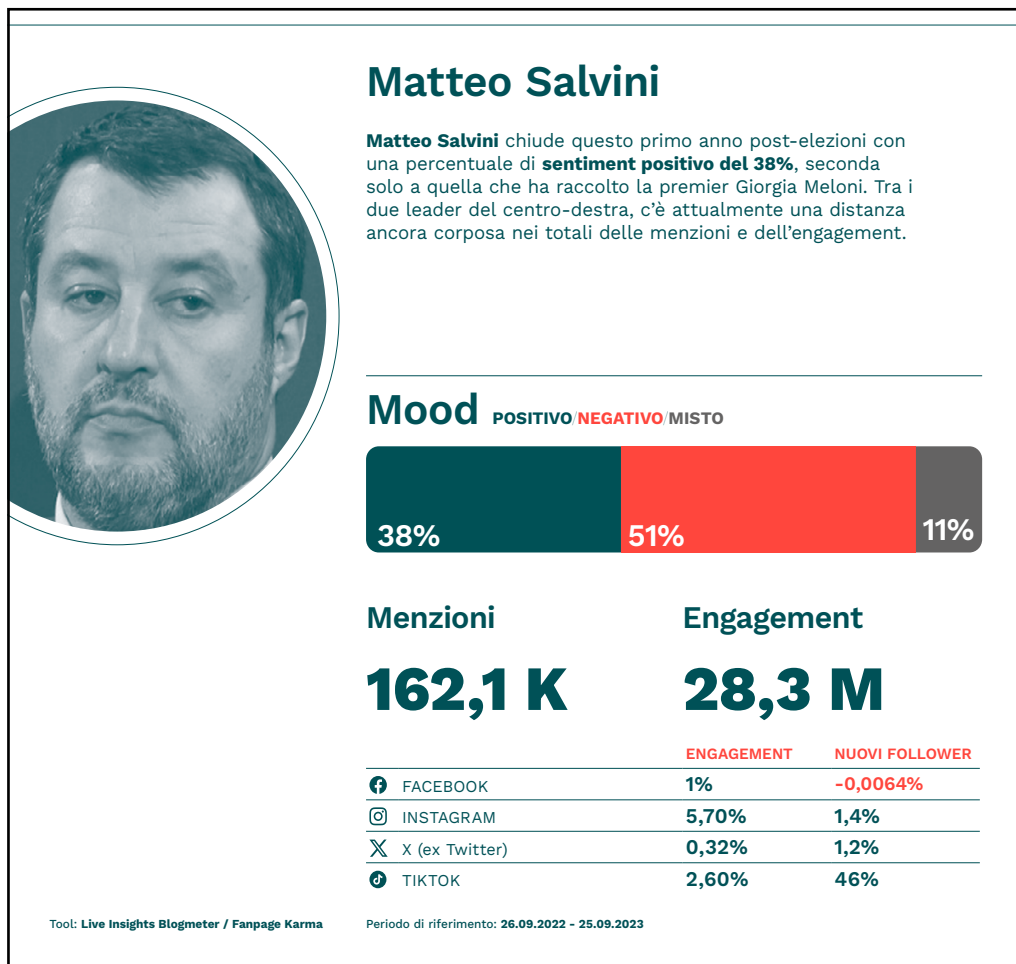 Matteo Salvini
Matteo Salvini chiude questo primo anno post-elezioni con
una percentuale di sentiment positivo del 38%, seconda
solo a quella che ha raccolto la premier Giorgia Meloni. Tra i
due leader del centro-destra, c’è attualmente una distanza
ancora corposa nei totali delle menzioni e dell’engagement.
Mood POSITIVO/NEGATIVO/MISTO
38% 51% 11%
Menzioni Engagement
162,1 K 28,3 M
ENGAGEMENT NUOVI FOLLOWER
FACEBOOK 1% -0,0064%
INSTAGRAM 5,70% 1,4%
X (ex Twitter) 0,32% 1,2%
TIKTOK 2,60% 46%
Tool: Live Insights Blogmeter / Fanpage Karma Periodo di riferimento: 26.09.2022 - 25.09.2023